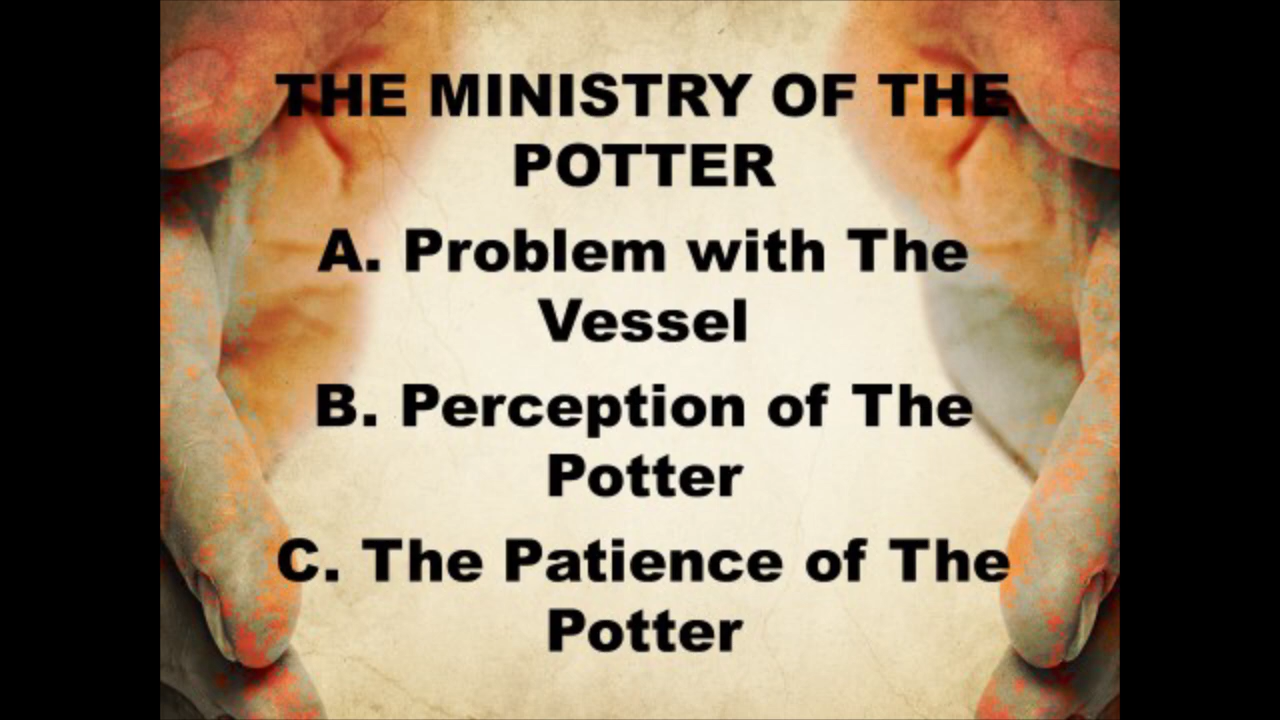 THE MINISTRY OF THE
POTTER
A. Problem with The
Vessel
B. Perception of The
Potter
C. The Patience of The
Potter